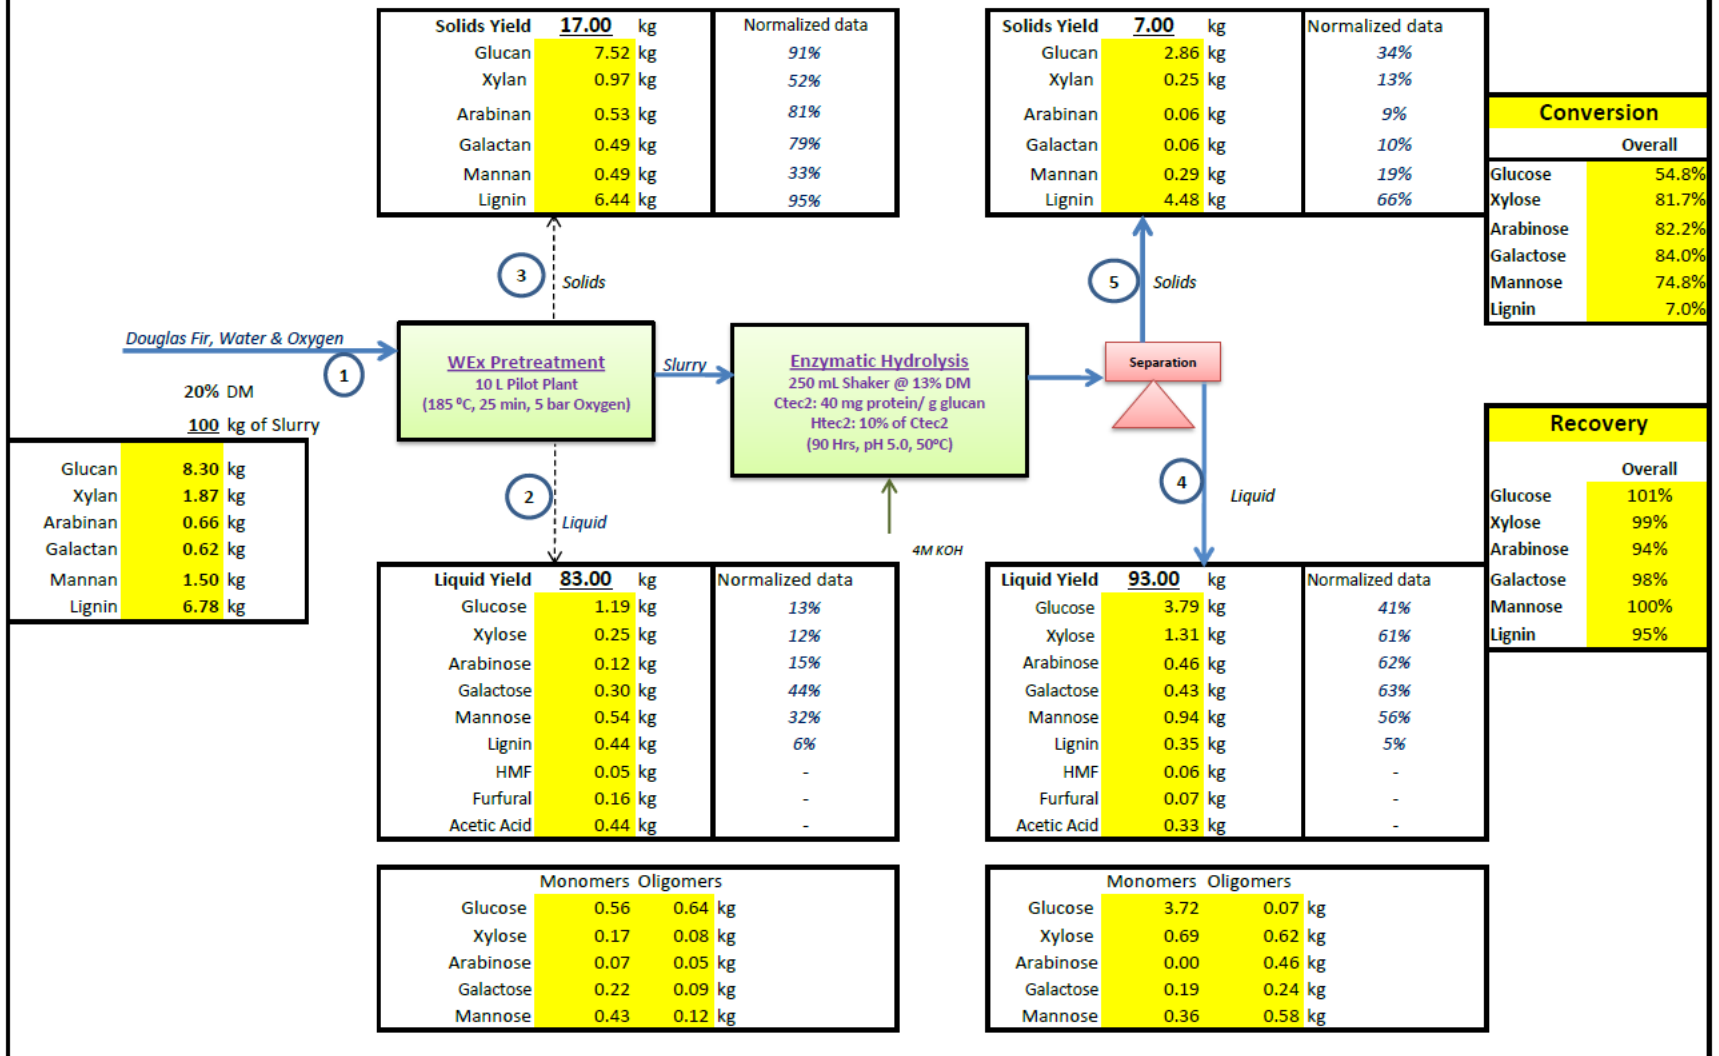 Solids Yield 17.00 kg Normalized data
Glucan 7.52 kg 91%
Xylan 0.97 kg 52%
Arabinan 0.53 kg 81%
Galactan 0.49 kg 79%
Mannan 0.49 kg 33%
Lignin 6.44 kg 95%
Solids Yield 7.00 kg Normalized data
Glucan 2.86 kg 34%
Xylan 0.25 kg 13%
Arabinan 0.06 kg 9%
Galactan 0.06 kg 10%
Mannan 0.29 kg 19%
Lignin 4.48 kg 66%
Conversion
Overall
Glucose 54.8%
Xylose 81.7%
Arabinose 82.2%
Galactose 84.0%
Mannose 74.8%
Lignin 7.0%
3 Solids
5 Solids
Douglas Fir, Water & Oxygen
1
20% DM
100 kg of Slurry
Glucan 8.30 kg
Xylan 1.87 kg
Arabinan 0.66 kg
Galactan 0.62 kg
Mannan 1.50 kg
Lignin 6.78 kg
WEx Pretreatment
10 L Pilot Plant
(185 ⁰C, 25 min, 5 bar Oxygen)
Slurry
Enzymatic Hydrolysis
250 mL Shaker @ 13% DM
Ctec2: 40 mg protein/ g glucan
Htec2: 10% of Ctec2
(90 Hrs, pH 5.0, 50⁰C)
Separation
2
Liquid
4M KOH
4
Liquid
Recovery
Overall
Glucose 101%
Xylose 99%
Arabinose 94%
Galactose 98%
Mannose 100%
Lignin 95%
Liquid Yield 83.00 kg Normalized data
Glucose 1.19 kg 13%
Xylose 0.25 kg 12%
Arabinose 0.12 kg 15%
Galactose 0.30 kg 44%
Mannose 0.54 kg 32%
Lignin 0.44 kg 6%
HMF 0.05 kg -
Furfural 0.16 kg -
Acetic Acid 0.44 kg -
Liquid Yield 93.00 kg Normalized data
Glucose 3.79 kg 41%
Xylose 1.31 kg 61%
Arabinose 0.46 kg 62%
Galactose 0.43 kg 63%
Mannose 0.94 kg 56%
Lignin 0.35 kg 5%
HMF 0.06 kg -
Furfural 0.07 kg -
Acetic Acid 0.33 kg -
Monomers Oligomers
Glucose 0.56 0.64 kg
Xylose 0.17 0.08 kg
Arabinose 0.07 0.05 kg
Galactose 0.22 0.09 kg
Mannose 0.43 0.12 kg
Monomers Oligomers
Glucose 3.72 0.07 kg
Xylose 0.69 0.62 kg
Arabinose 0.00 0.46 kg
Galactose 0.19 0.24 kg
Mannose 0.36 0.58 kg